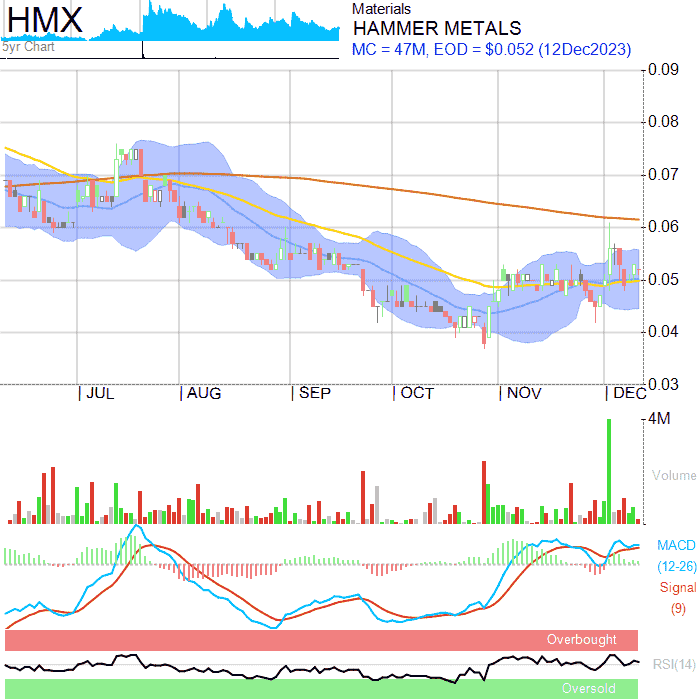 HMX
5yr Chart
Materials
HAMMER METALS
MC = 47M, EOD = $0.052 (12Dec2023)
0.09
0.08
0.07
0.06
0.05
0.04
0.03
JUL AUG SEP OCT NOV DEC
4M
Volume
MACD
(12-26)
Signal
(9)
Overbought
RSI(14)
Oversold